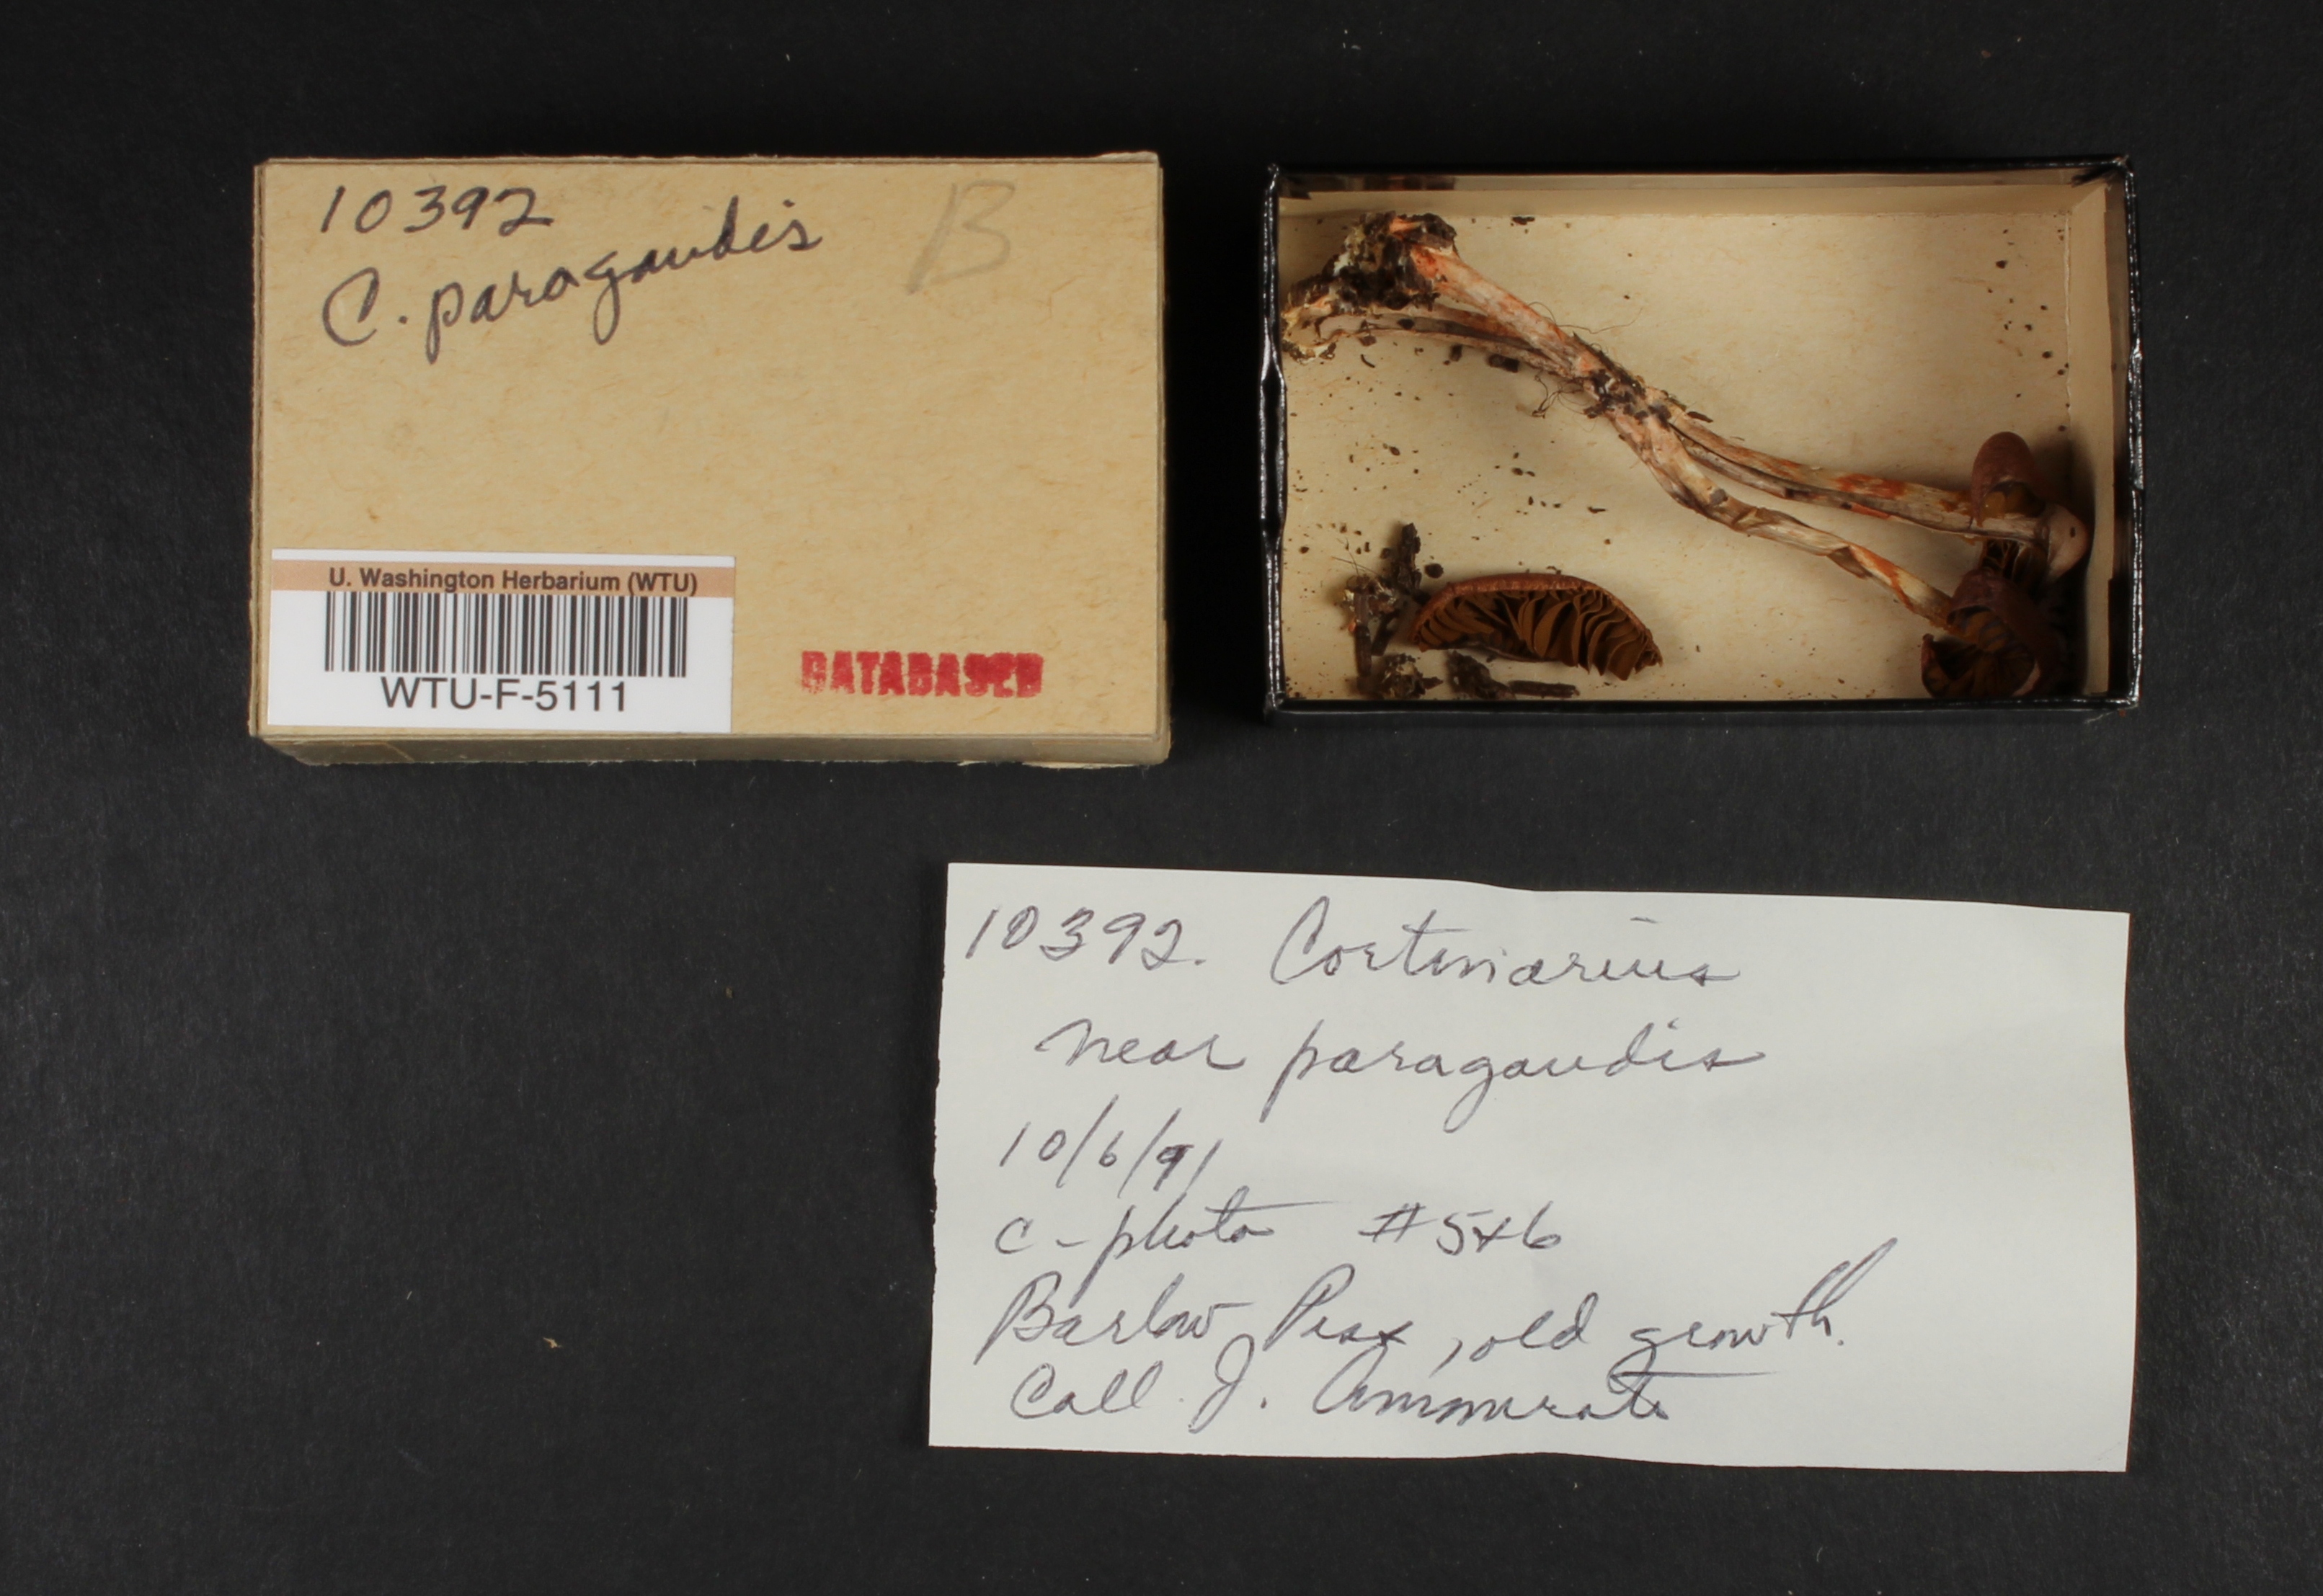 10392
B
C. paragaudis
U. Washington Herbarium (WTU)
WTU-F-5111
DATABASED
10392. Cortinarius
near paragaudis
10/6/91
c-photo #5+6
Barlow Pass, old growth.
Coll. J. Ammirati